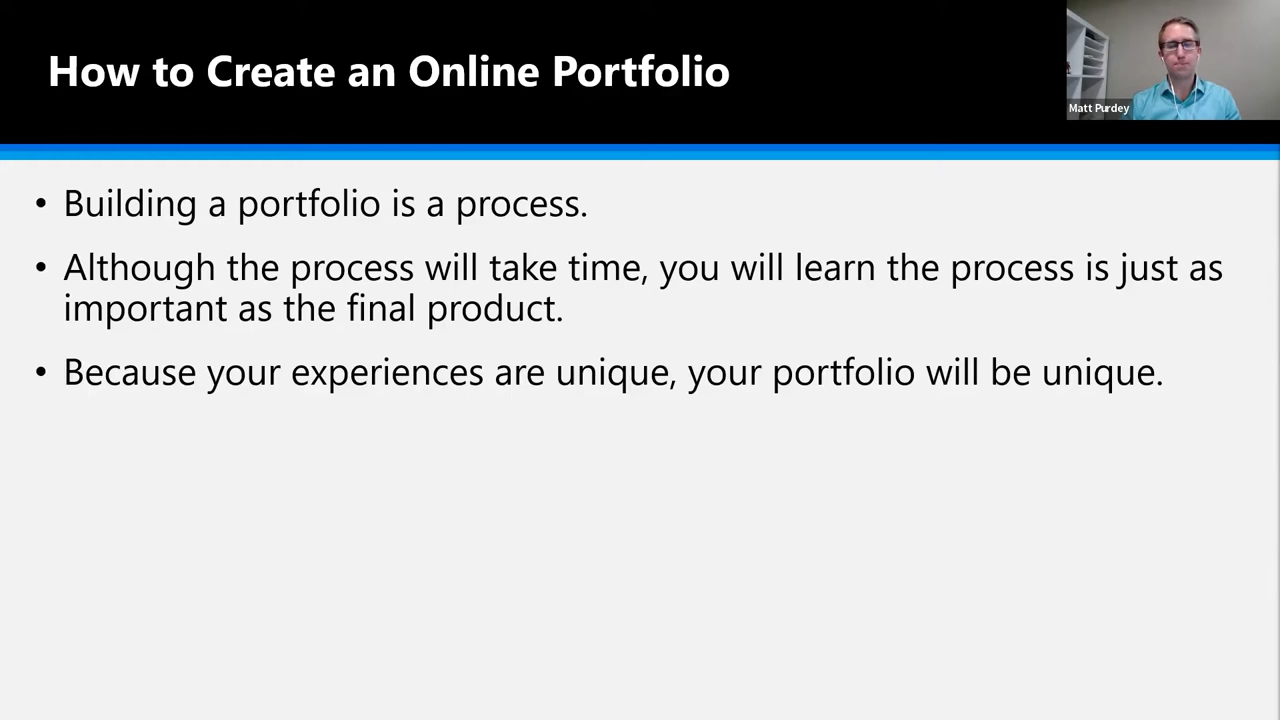 How to Create an Online Portfolio
Matt Purdey
• Building a portfolio is a process.
• Although the process will take time, you will learn the process is just as
important as the final product.
• Because your experiences are unique, your portfolio will be unique.